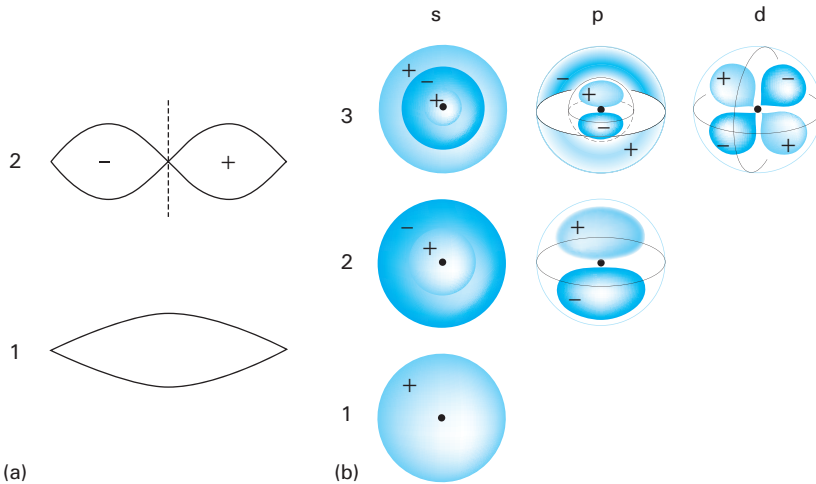 s p d
+ − +
+ − + − +
+ −
3
− + − +
2 − +
2 − + +
−
1
1 +
(a) (b)